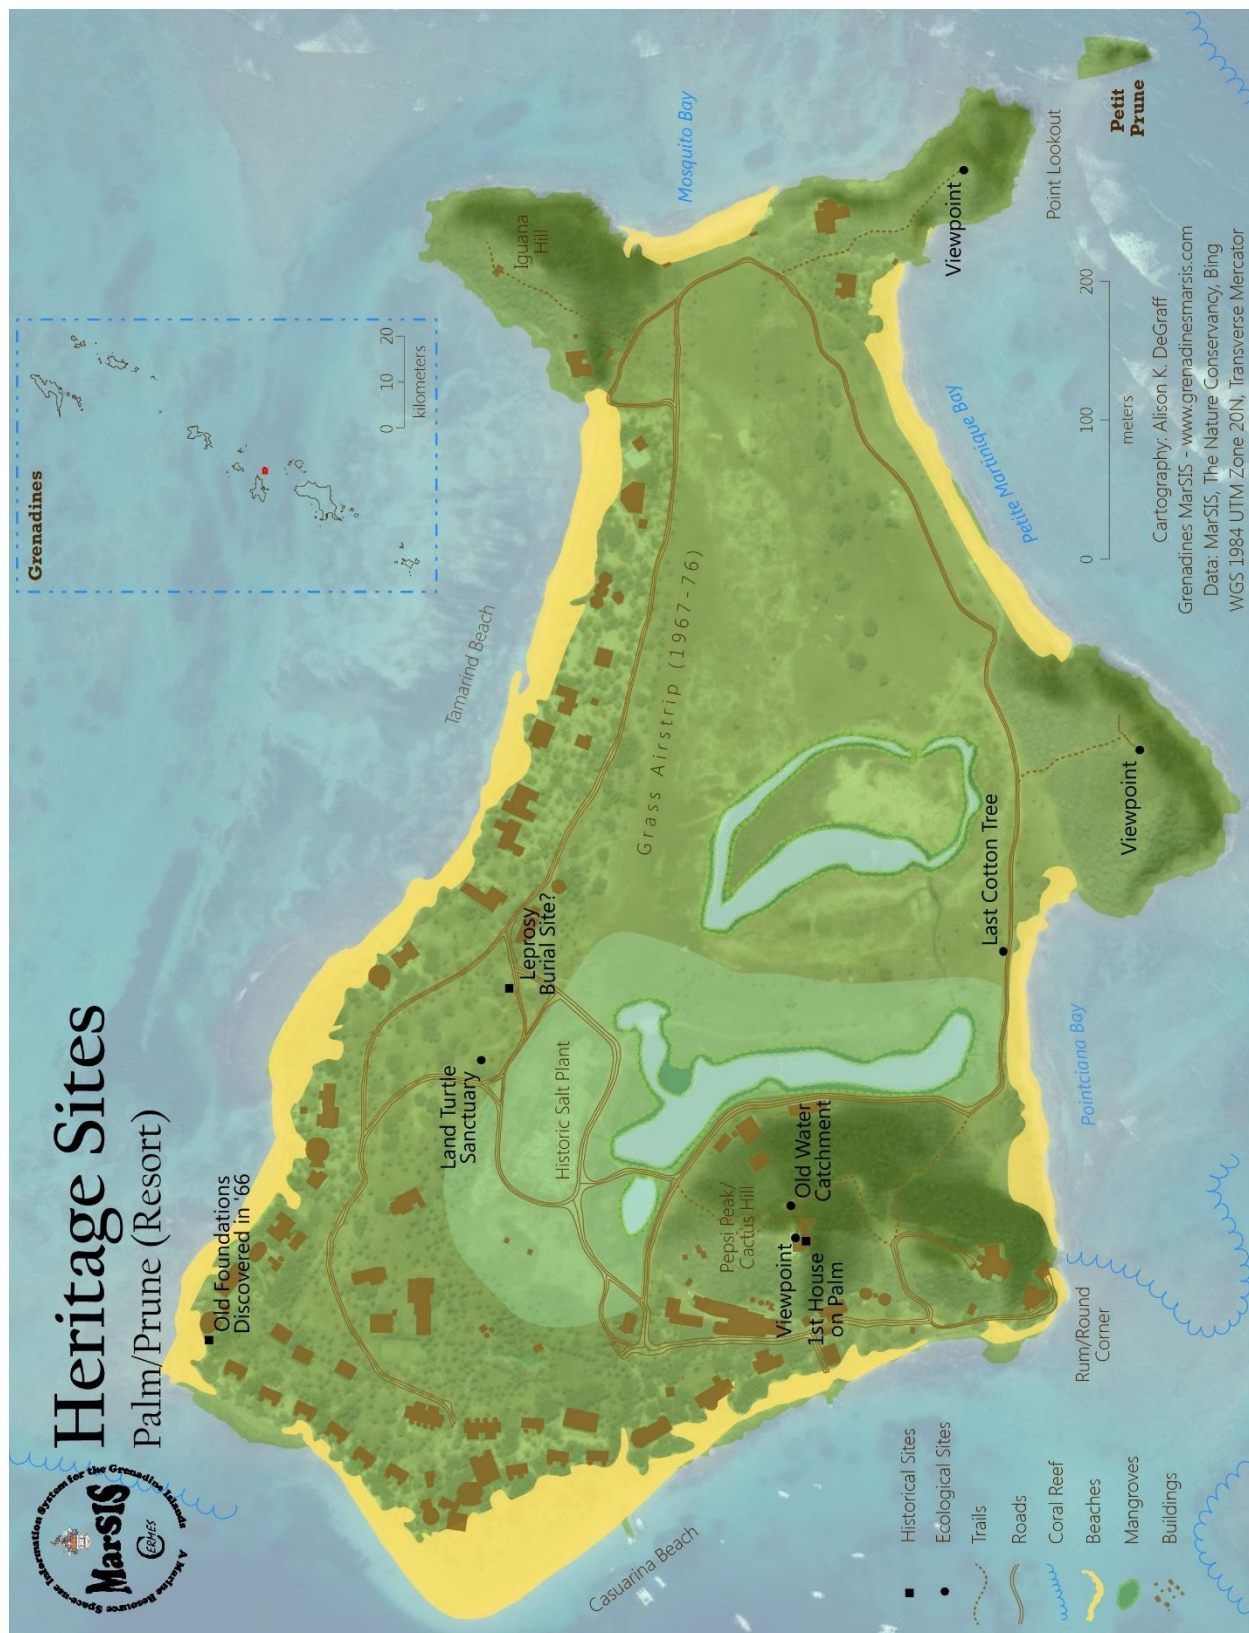 Heritage Sites
Palm/Prune (Resort)
A Marine Resource Space-use Information System for the Grenadine Islands
MarSIS
CERMES
Grenadines
0 10 20
kilometers
Old Foundations
Discovered in '66
Land Turtle
Sanctuary
Leprosy
Burial Site?
Historic Salt Plant
Tamarind Beach
Grass Airstrip (1967-76)
Iguana
Hill
Mosquito Bay
Viewpoint
Point Lookout
Petit
Prune
Petite Martinique Bay
Last Cotton Tree
Viewpoint
Pointciana Bay
Old Water
Catchment
Pepsi Peak/
Cactus Hill
Viewpoint
1st House
on Palm
Rum/Round
Corner
Casuarina Beach
Historical Sites
Ecological Sites
Trails
Roads
Coral Reef
Beaches
Mangroves
Buildings
0 100 200
meters
Cartography: Alison K. DeGraff
Grenadines MarSIS - www.grenadinesmarsis.com
Data: MarSIS, The Nature Conservancy, Bing
WGS 1984 UTM Zone 20N, Transverse Mercator